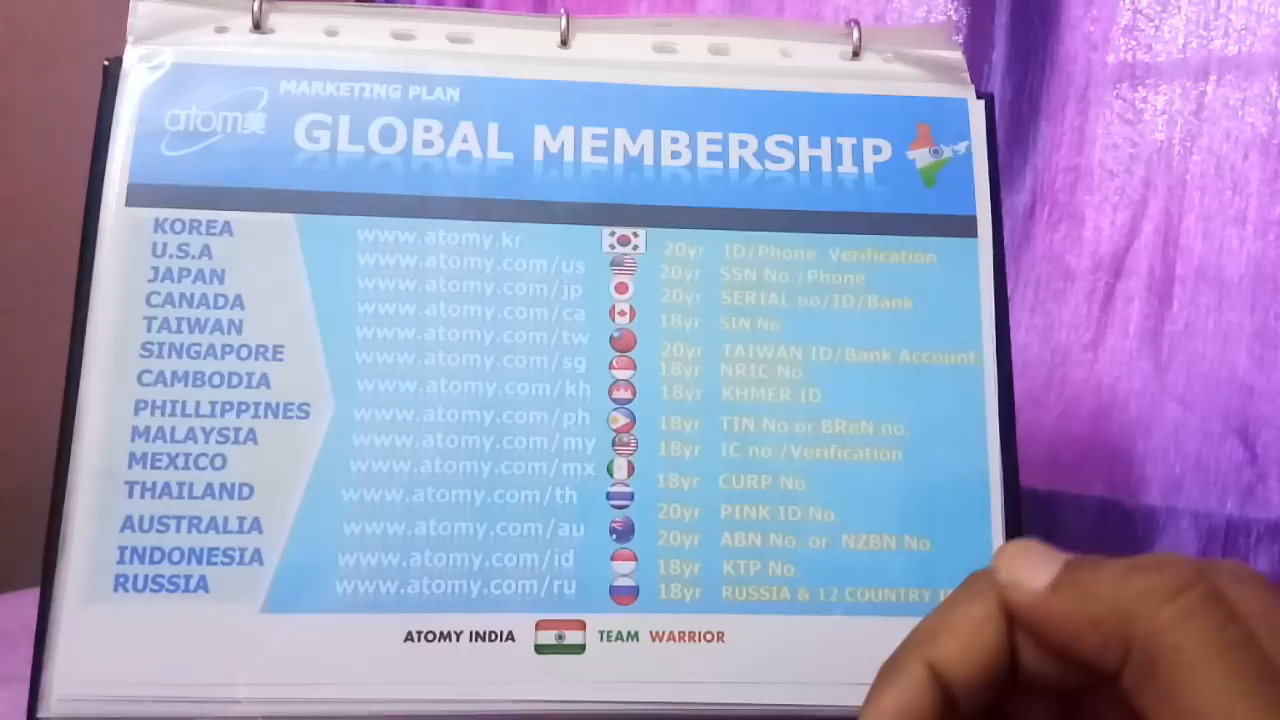 MARKETING PLAN
atom美
GLOBAL MEMBERSHIP
KOREA www.atomy.kr 20yr ID/Phone Verification
U.S.A www.atomy.com/us 20yr SSN No./Phone
JAPAN www.atomy.com/jp 20yr SERIAL no/ID/Bank
CANADA www.atomy.com/ca 18yr SIN No.
TAIWAN www.atomy.com/tw 20yr TAIWAN ID/Bank Account
SINGAPORE www.atomy.com/sg 18yr NRIC No.
CAMBODIA www.atomy.com/kh 18yr KHMER ID
PHILLIPPINES www.atomy.com/ph 18yr TIN No or BReN no.
MALAYSIA www.atomy.com/my 18yr IC no./Verification
MEXICO www.atomy.com/mx 18yr CURP No.
THAILAND www.atomy.com/th 20yr PINK ID No.
AUSTRALIA www.atomy.com/au 20yr ABN No. or NZBN No
INDONESIA www.atomy.com/id 18yr KTP No.
RUSSIA www.atomy.com/ru 18yr RUSSIA & 12 COUNTRY
ATOMY INDIA TEAM WARRIOR